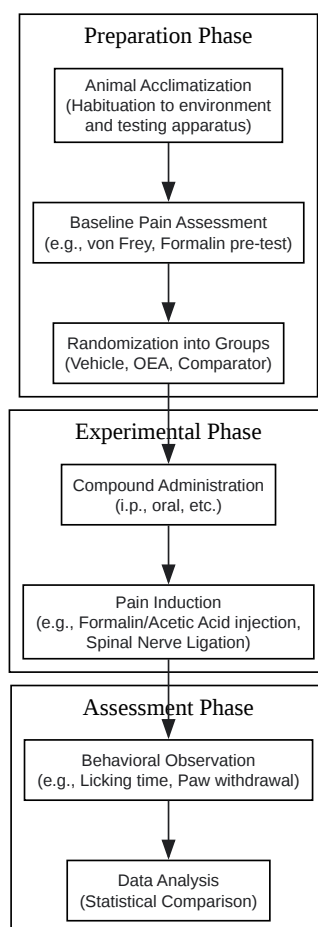 Preparation Phase
Animal Acclimatization
(Habituation to environment
and testing apparatus)
Baseline Pain Assessment
(e.g., von Frey, Formalin pre-test)
Randomization into Groups
(Vehicle, OEA, Comparator)
Experimental Phase
Compound Administration
(i.p., oral, etc.)
Pain Induction
(e.g., Formalin/Acetic Acid injection,
Spinal Nerve Ligation)
Assessment Phase
Behavioral Observation
(e.g., Licking time, Paw withdrawal)
Data Analysis
(Statistical Comparison)